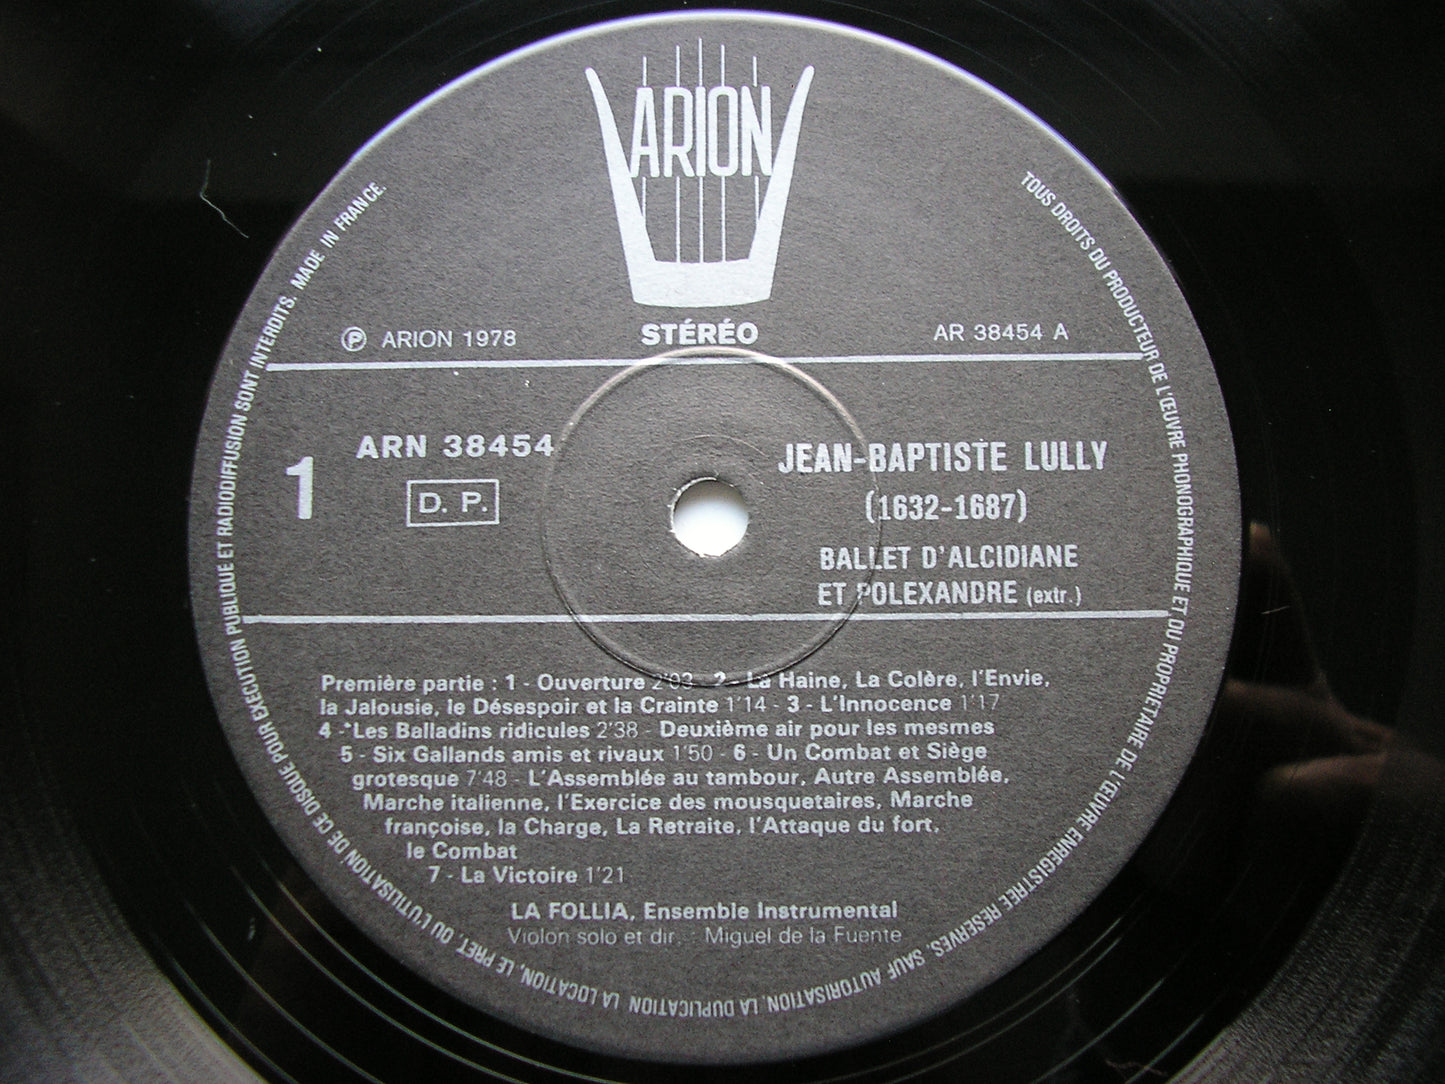 ARION
STÉRÉO
℗ ARION 1978
AR 38454 A
1
ARN 38454
D. P.
JEAN-BAPTISTE LULLY
(1632-1687)
BALLET D'ALCIDIANE
ET POLEXANDRE (extr.)
Première partie : 1 - Ouverture 2'03 - 2 - La Haine, La Colère, l'Envie,
la Jalousie, le Désespoir et la Crainte 1'14 - 3 - L'Innocence 1'17
4 - Les Balladins ridicules 2'38 - Deuxième air pour les mesmes
5 - Six Gallands amis et rivaux 1'50 - 6 - Un Combat et Siège
grotesque 7'48 - L'Assemblée au tambour, Autre Assemblée,
Marche italienne, l'Exercice des mousquetaires, Marche
françoise, la Charge, La Retraite, l'Attaque du fort,
le Combat
7 - La Victoire 1'21
LA FOLLIA, Ensemble Instrumental
Violon solo et dir. : Miguel de la Fuente
TOUS DROITS DU PRODUCTEUR DE L'ŒUVRE PHONOGRAPHIQUE ET DU PROPRIÉTAIRE DE L'ŒUVRE ENREGISTRÉE RÉSERVÉS. SAUF AUTORISATION, LA DUPLICATION, LA LOCATION, LE PRÊT, OU L'UTILISATION DE CE DISQUE POUR EXÉCUTION PUBLIQUE ET RADIODIFFUSION SONT INTERDITS. MADE IN FRANCE.